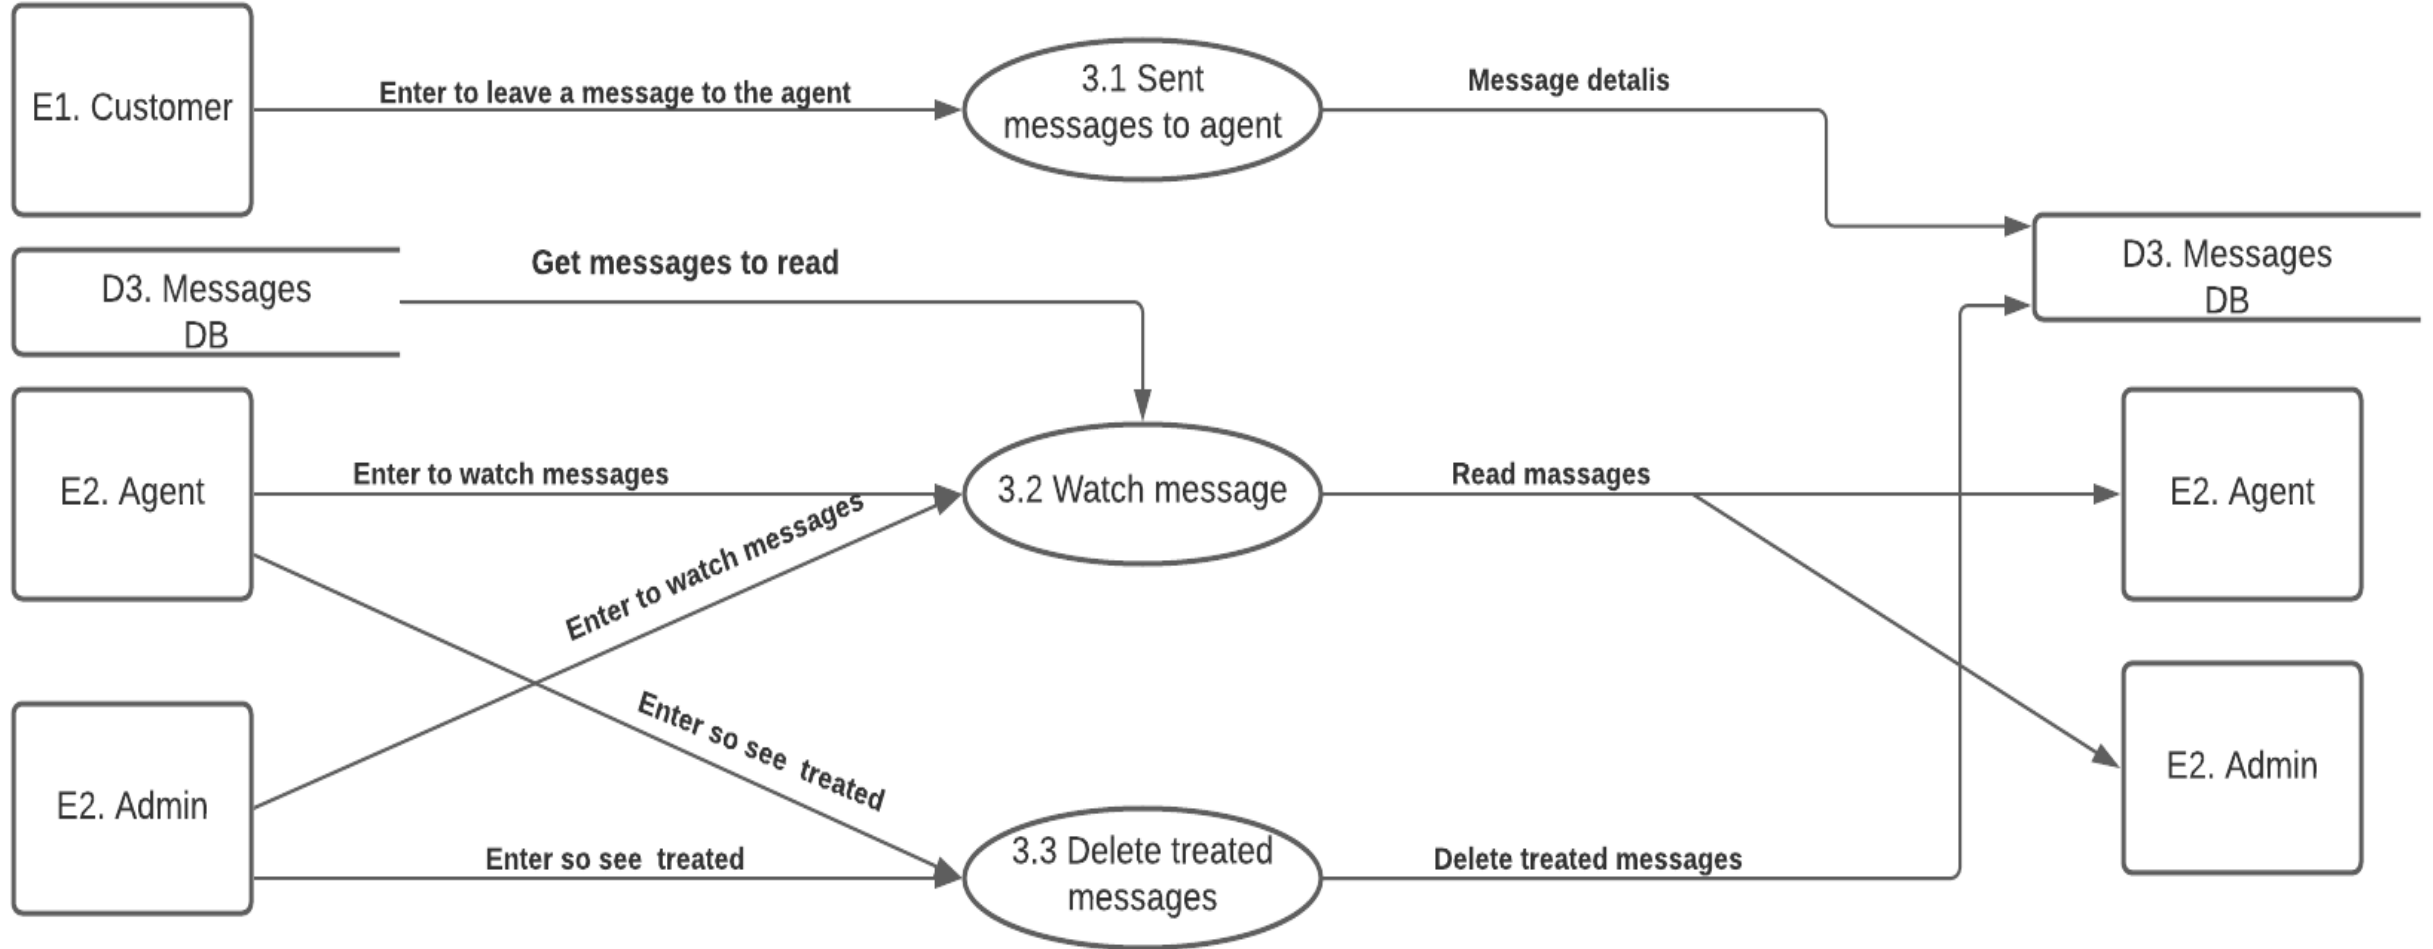 E1. Customer
Enter to leave a message to the agent
3.1 Sent
messages to agent
Message detalis
D3. Messages
DB
Get messages to read
D3. Messages
DB
E2. Agent
Enter to watch messages
3.2 Watch message
Read massages
E2. Agent
Enter to watch messages
Enter so see  treated
E2. Admin
E2. Admin
Enter so see  treated
3.3 Delete treated
messages
Delete treated messages